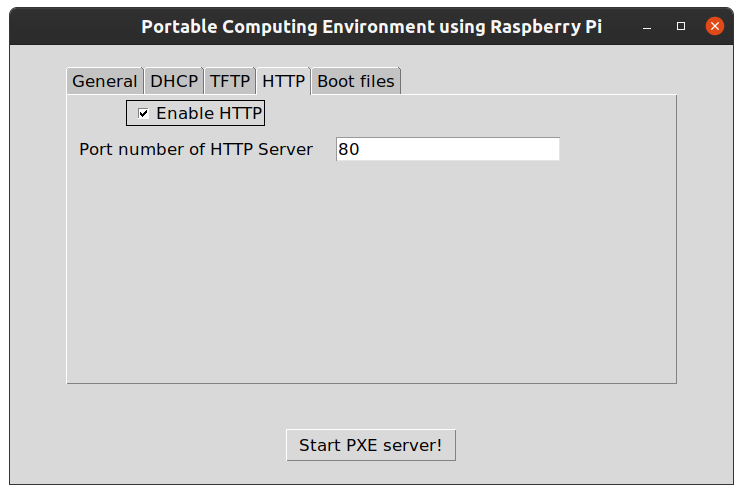 Portable Computing Environment using Raspberry Pi
General DHCP TFTP HTTP Boot files
Enable HTTP
Port number of HTTP Server 80
Start PXE server!